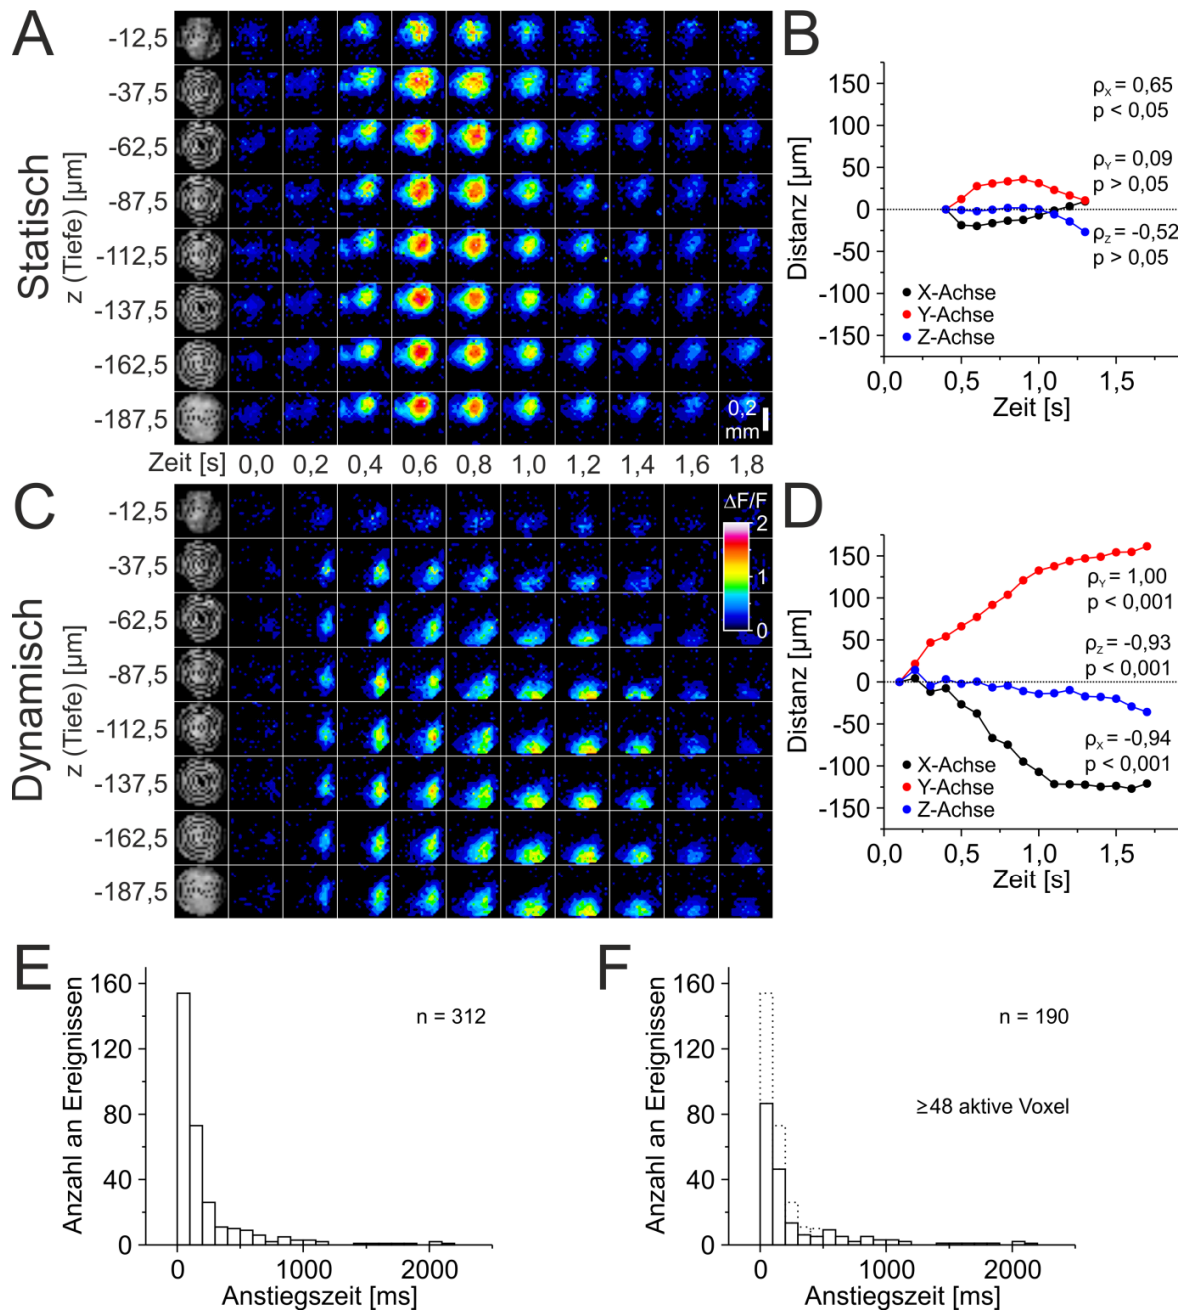 A
Statisch
z (Tiefe) [µm]
-12,5
-37,5
-62,5
-87,5
-112,5
-137,5
-162,5
-187,5
0,2
mm
Zeit [s] 0,0 0,2 0,4 0,6 0,8 1,0 1,2 1,4 1,6 1,8
B
Distanz [µm]
150
100
50
0
-50
-100
-150
ρX = 0,65
p < 0,05
ρY = 0,09
p > 0,05
ρZ = -0,52
p > 0,05
X-Achse
Y-Achse
Z-Achse
0,0 0,5 1,0 1,5
Zeit [s]
C
Dynamisch
z (Tiefe) [µm]
-12,5
-37,5
-62,5
-87,5
-112,5
-137,5
-162,5
-187,5
ΔF/F
2
1
0
D
Distanz [µm]
150
100
50
0
-50
-100
-150
ρY = 1,00
p < 0,001
ρZ = -0,93
p < 0,001
ρX = -0,94
p < 0,001
X-Achse
Y-Achse
Z-Achse
0,0 0,5 1,0 1,5
Zeit [s]
E
Anzahl an Ereignissen
160
120
80
40
0
n = 312
0 1000 2000
Anstiegszeit [ms]
F
Anzahl an Ereignissen
160
120
80
40
0
n = 190
≥48 aktive Voxel
0 1000 2000
Anstiegszeit [ms]